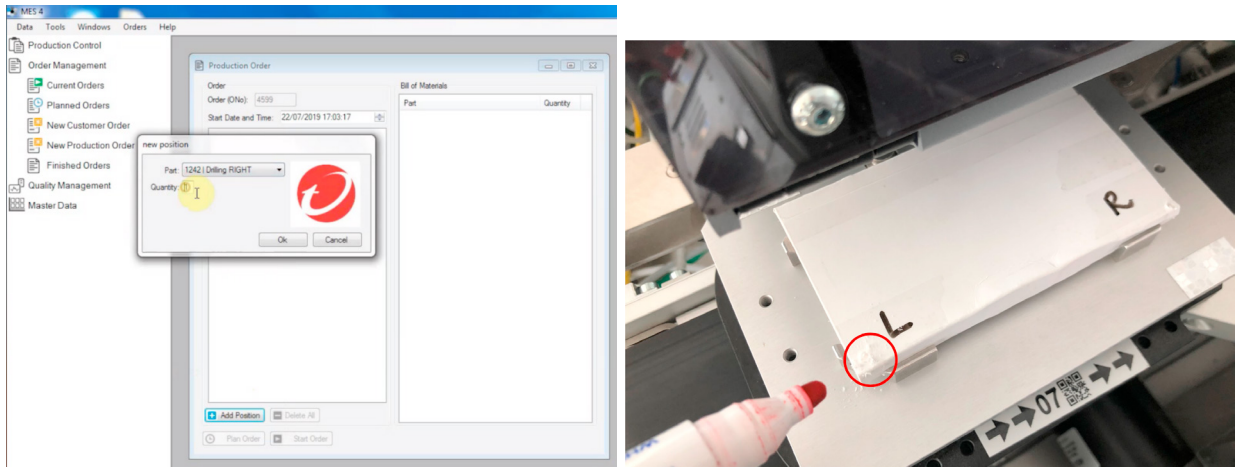 MES 4
Data Tools Windows Orders Help
Production Control
Order Management
Current Orders
Planned Orders
New Customer Order
New Production Order
Finished Orders
Quality Management
Master Data
Production Order
Order
Order (ONo): 4599
Start Date and Time: 22/07/2019 17:03:17
Bill of Materials
Part Quantity
new position
Part: 1242 | Drilling RIGHT
Quantity:
Ok Cancel
Add Position Delete All
Plan Order Start Order
R
L
07